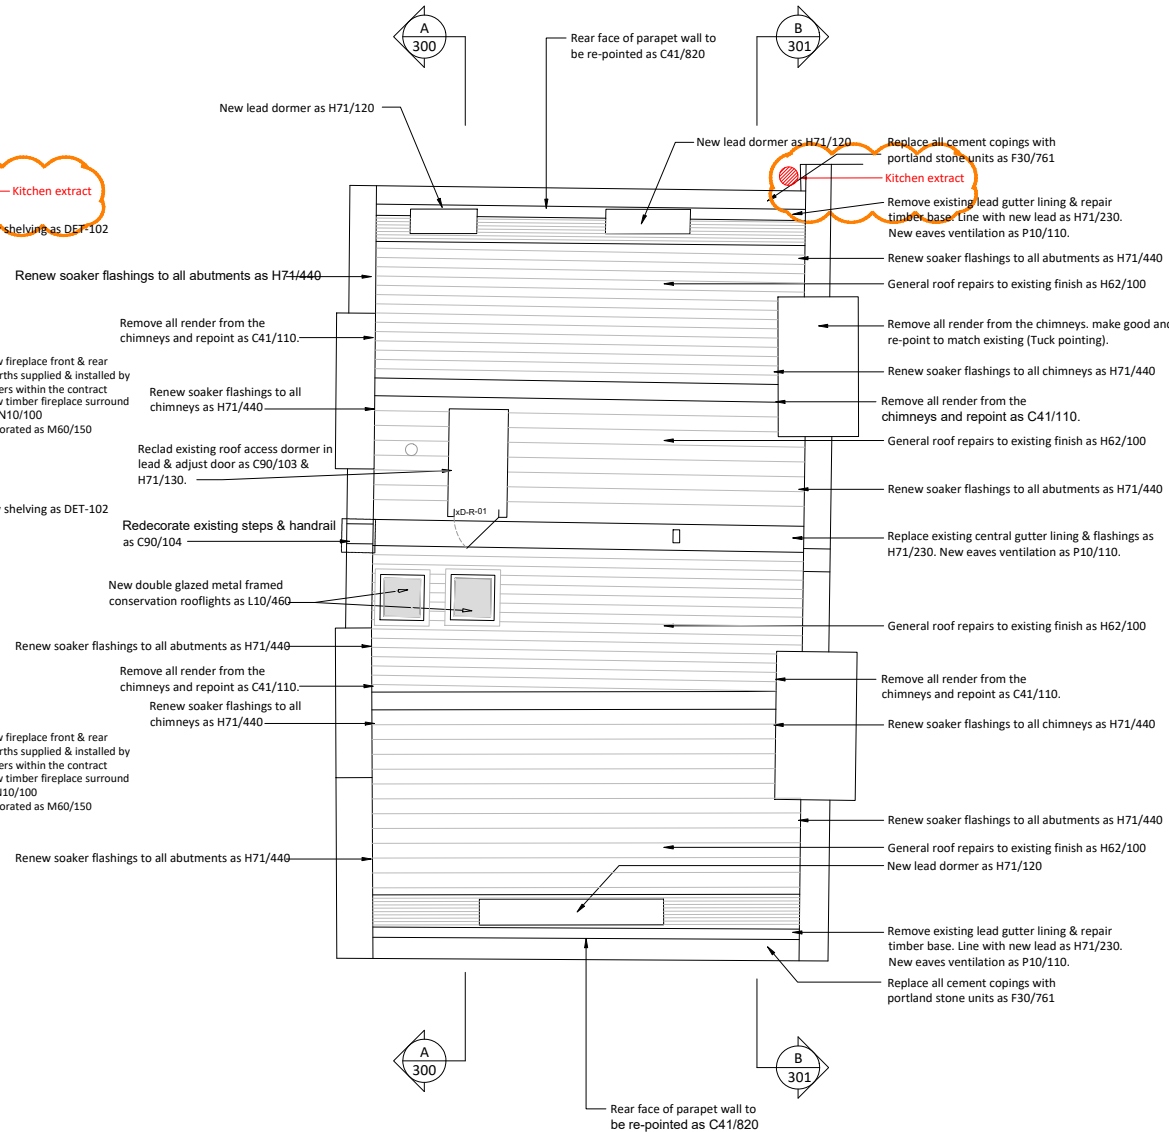 A
300
B
301
Rear face of parapet wall to
be re-pointed as C41/820
New lead dormer as H71/120
New lead dormer as H71/120
Replace all cement copings with
portland stone units as F30/761
Kitchen extract
Kitchen extract
Remove existing lead gutter lining & repair
timber base. Line with new lead as H71/230.
New eaves ventilation as P10/110.
shelving as DET-102
Renew soaker flashings to all abutments as H71/440
Renew soaker flashings to all abutments as H71/440
General roof repairs to existing finish as H62/100
Remove all render from the
chimneys and repoint as C41/110.
Remove all render from the chimneys. make good and
re-point to match existing (Tuck pointing).
fireplace front & rear
supplied & installed by
within the contract
timber fireplace surround
N10/100
as M60/150
Renew soaker flashings to all chimneys as H71/440
Renew soaker flashings to all
chimneys as H71/440
Remove all render from the
chimneys and repoint as C41/110.
General roof repairs to existing finish as H62/100
Reclad existing roof access dormer in
lead & adjust door as C90/103 &
H71/130.
Renew soaker flashings to all abutments as H71/440
shelving as DET-102
xD-R-01
Redecorate existing steps & handrail
as C90/104
Replace existing central gutter lining & flashings as
H71/230. New eaves ventilation as P10/110.
New double glazed metal framed
conservation rooflights as L10/460
General roof repairs to existing finish as H62/100
Renew soaker flashings to all abutments as H71/440
Remove all render from the
chimneys and repoint as C41/110.
Remove all render from the
chimneys and repoint as C41/110.
Renew soaker flashings to all
chimneys as H71/440
Renew soaker flashings to all chimneys as H71/440
fireplace front & rear
supplied & installed by
within the contract
timber fireplace surround
N10/100
as M60/150
Renew soaker flashings to all abutments as H71/440
General roof repairs to existing finish as H62/100
Renew soaker flashings to all abutments as H71/440
New lead dormer as H71/120
Remove existing lead gutter lining & repair
timber base. Line with new lead as H71/230.
New eaves ventilation as P10/110.
Replace all cement copings with
portland stone units as F30/761
A
300
B
301
Rear face of parapet wall to
be re-pointed as C41/820